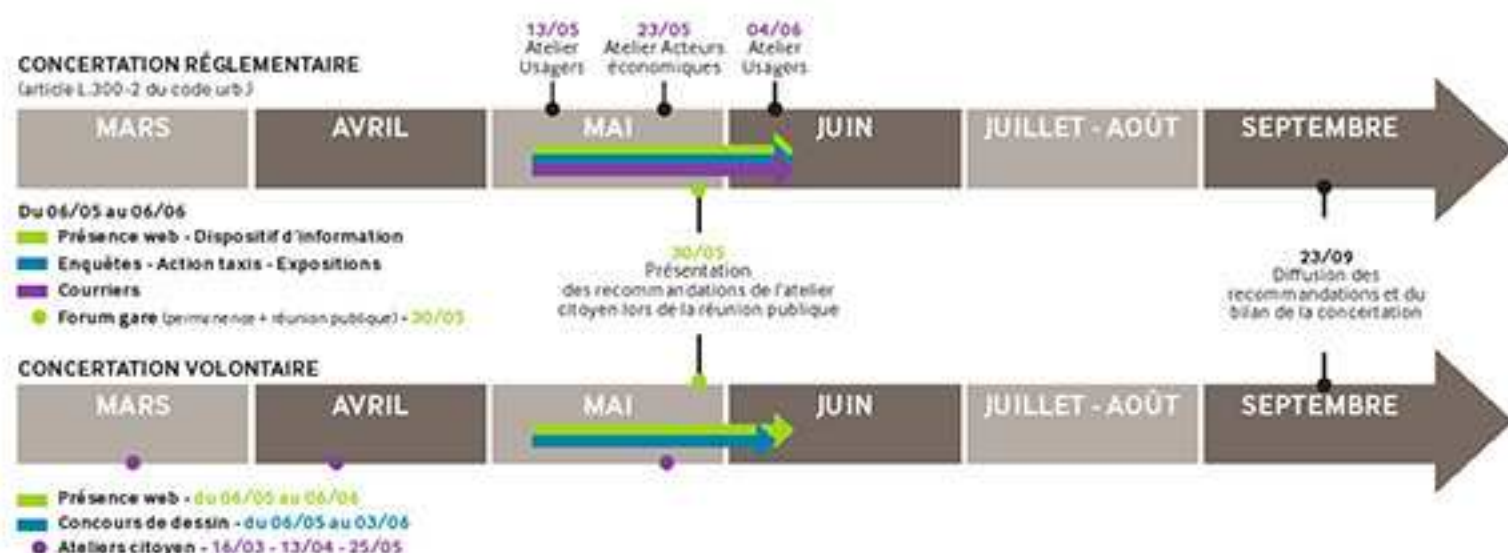 13/05
Atelier
Usagers
23/05
Atelier Acteurs
économiques
04/06
Atelier
Usagers
CONCERTATION RÉGLEMENTAIRE
(article L.300-2 du code urb.)
MARS
AVRIL
MAI
JUIN
JUILLET - AOÛT
SEPTEMBRE
Du 06/05 au 06/06
Présence web - Dispositif d'information
Enquêtes - Action taxis - Expositions
Courriers
Forum gare (permanence + réunion publique) - 30/05
30/05
Présentation
des recommandations de l'atelier
citoyen lors de la réunion publique
23/09
Diffusion des
recommandations et du
bilan de la concertation
CONCERTATION VOLONTAIRE
MARS
AVRIL
MAI
JUIN
JUILLET - AOÛT
SEPTEMBRE
Présence web - du 06/05 au 06/06
Concours de dessin - du 06/05 au 03/06
Ateliers citoyen - 16/03 - 13/04 - 25/05